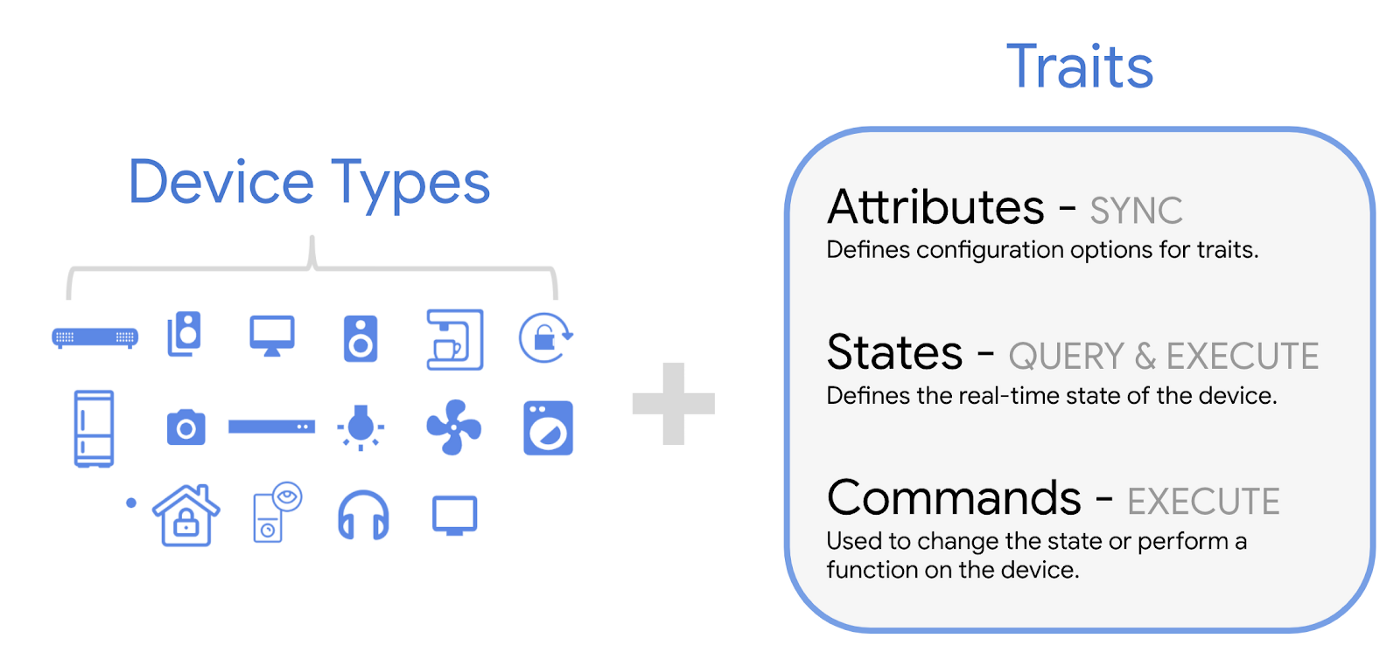 Device Types
Traits
Attributes - SYNC
Defines configuration options for traits.
States - QUERY & EXECUTE
Defines the real-time state of the device.
Commands - EXECUTE
Used to change the state or perform a
function on the device.